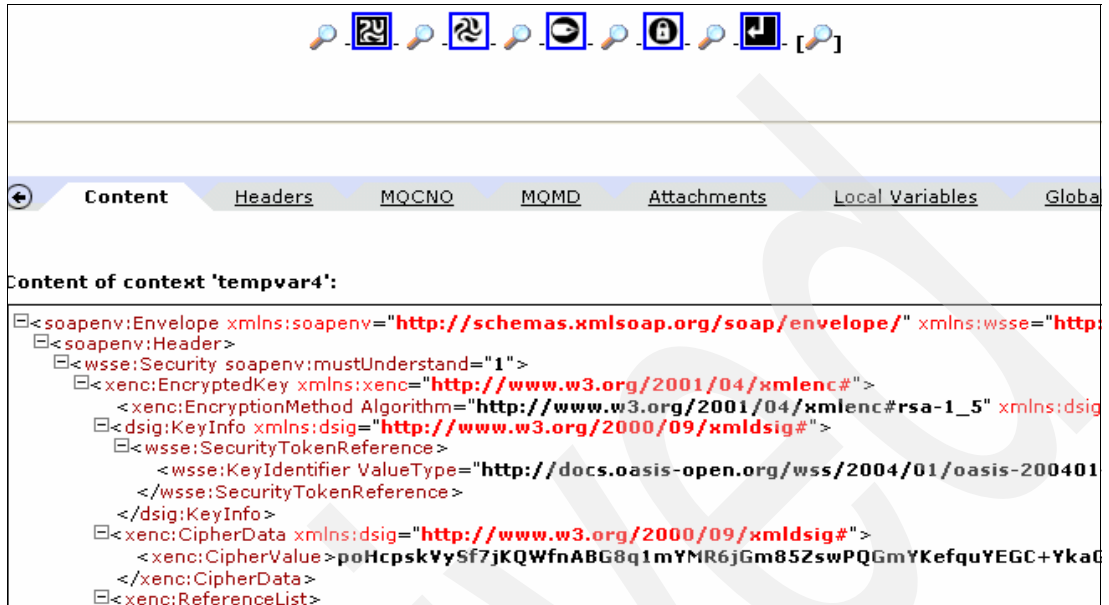 [ ]
Content Headers MQCNO MQMD Attachments Local Variables Globa
Content of context 'tempvar4':
<soapenv:Envelope xmlns:soapenv="http://schemas.xmlsoap.org/soap/envelope/" xmlns:wsse="http:
<soapenv:Header>
<wsse:Security soapenv:mustUnderstand="1">
<xenc:EncryptedKey xmlns:xenc="http://www.w3.org/2001/04/xmlenc#">
<xenc:EncryptionMethod Algorithm="http://www.w3.org/2001/04/xmlenc#rsa-1_5" xmlns:dsig
<dsig:KeyInfo xmlns:dsig="http://www.w3.org/2000/09/xmldsig#">
<wsse:SecurityTokenReference>
<wsse:KeyIdentifier ValueType="http://docs.oasis-open.org/wss/2004/01/oasis-200401-
</wsse:SecurityTokenReference>
</dsig:KeyInfo>
<xenc:CipherData xmlns:dsig="http://www.w3.org/2000/09/xmldsig#">
<xenc:CipherValue>poHcpskVySf7jKQWfnABG8q1mYMR6jGm85ZswPQGmYKefquYEGC+YkaG
</xenc:CipherData>
<xenc:ReferenceList>